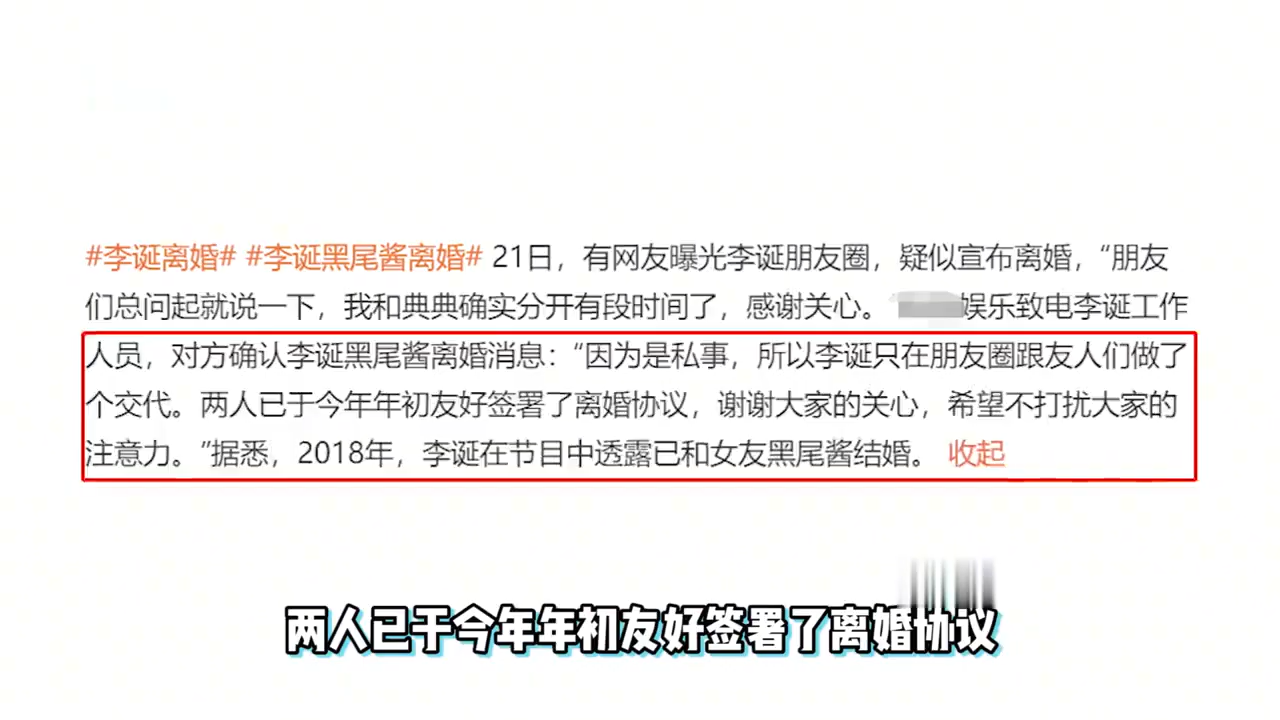 #李诞离婚# #李诞黑尾酱离婚# 21日，有网友曝光李诞朋友圈，疑似宣布离婚，“朋友
们总问起就说一下，我和典典确实分开有段时间了，感谢关心。 娱乐致电李诞工作
人员，对方确认李诞黑尾酱离婚消息：“因为是私事，所以李诞只在朋友圈跟友人们做了
个交代。两人已于今年年初友好签署了离婚协议，谢谢大家的关心，希望不打扰大家的
注意力。”据悉，2018年，李诞在节目中透露已和女友黑尾酱结婚。 收起
两人已于今年年初友好签署了离婚协议